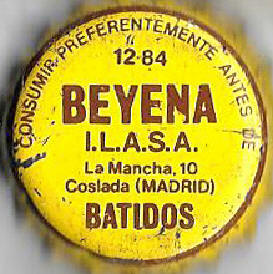 CONSUMIR PREFERENTEMENTE ANTES DE
12-84
BEYENA
I.L.A.S.A.
La Mancha, 10
Coslada (MADRID)
BATIDOS